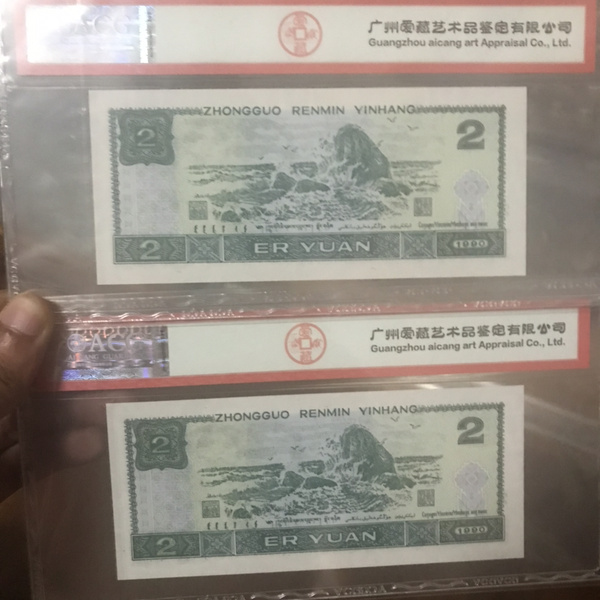 广州爱藏艺术品鉴定有限公司
Guangzhou aicang art Appraisal Co., Ltd.
ZHONGGUO RENMIN YINHANG
2
2
2
ER YUAN
1990
广州爱藏艺术品鉴定有限公司
Guangzhou aicang art Appraisal Co., Ltd.
ZHONGGUO RENMIN YINHANG
2
2
2
ER YUAN
1990